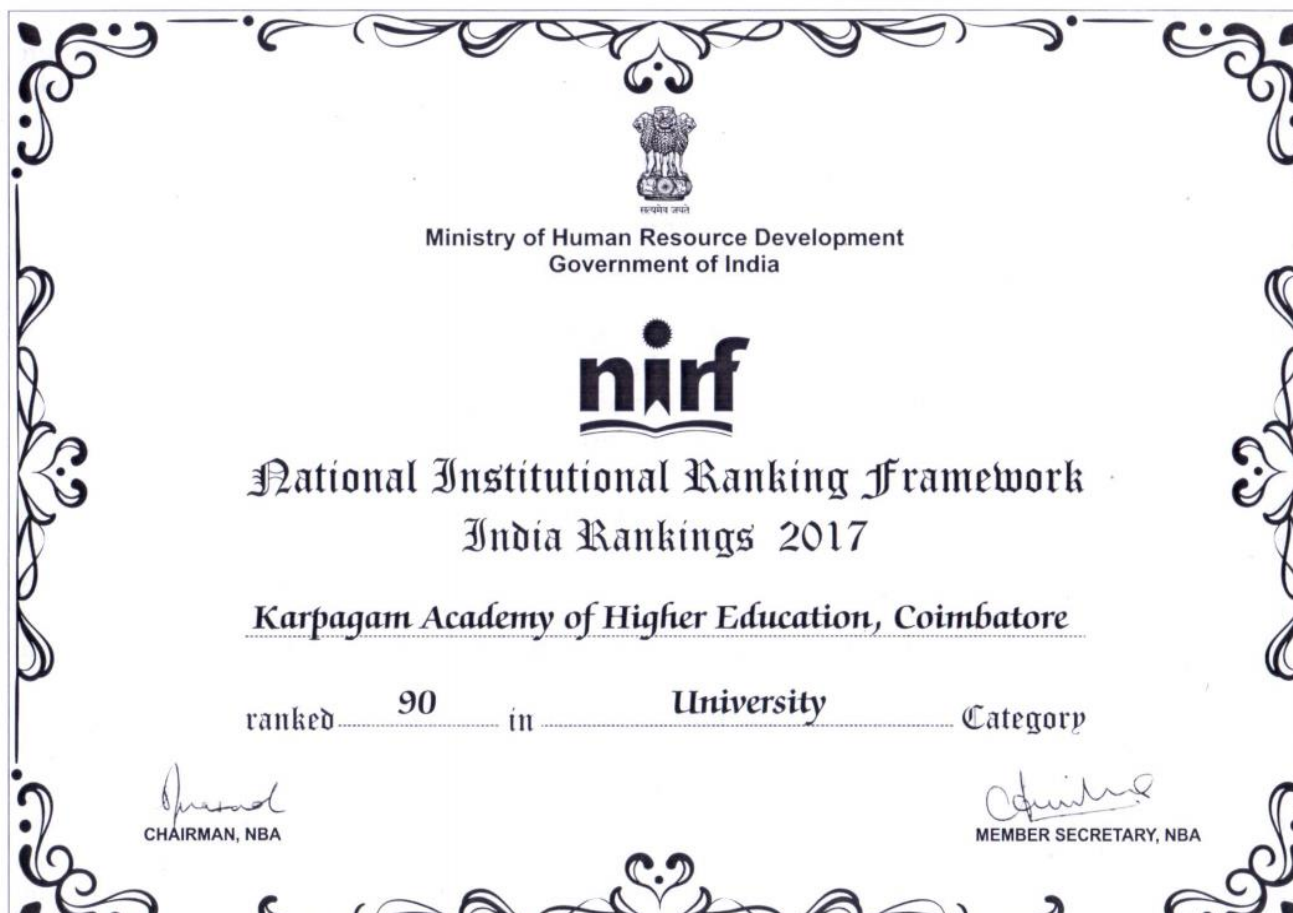 सत्यमेव जयते
Ministry of Human Resource Development
Government of India
nirf
National Institutional Ranking Framework
India Rankings 2017
Karpagam Academy of Higher Education, Coimbatore
ranked 90 in University Category
CHAIRMAN, NBA
MEMBER SECRETARY, NBA